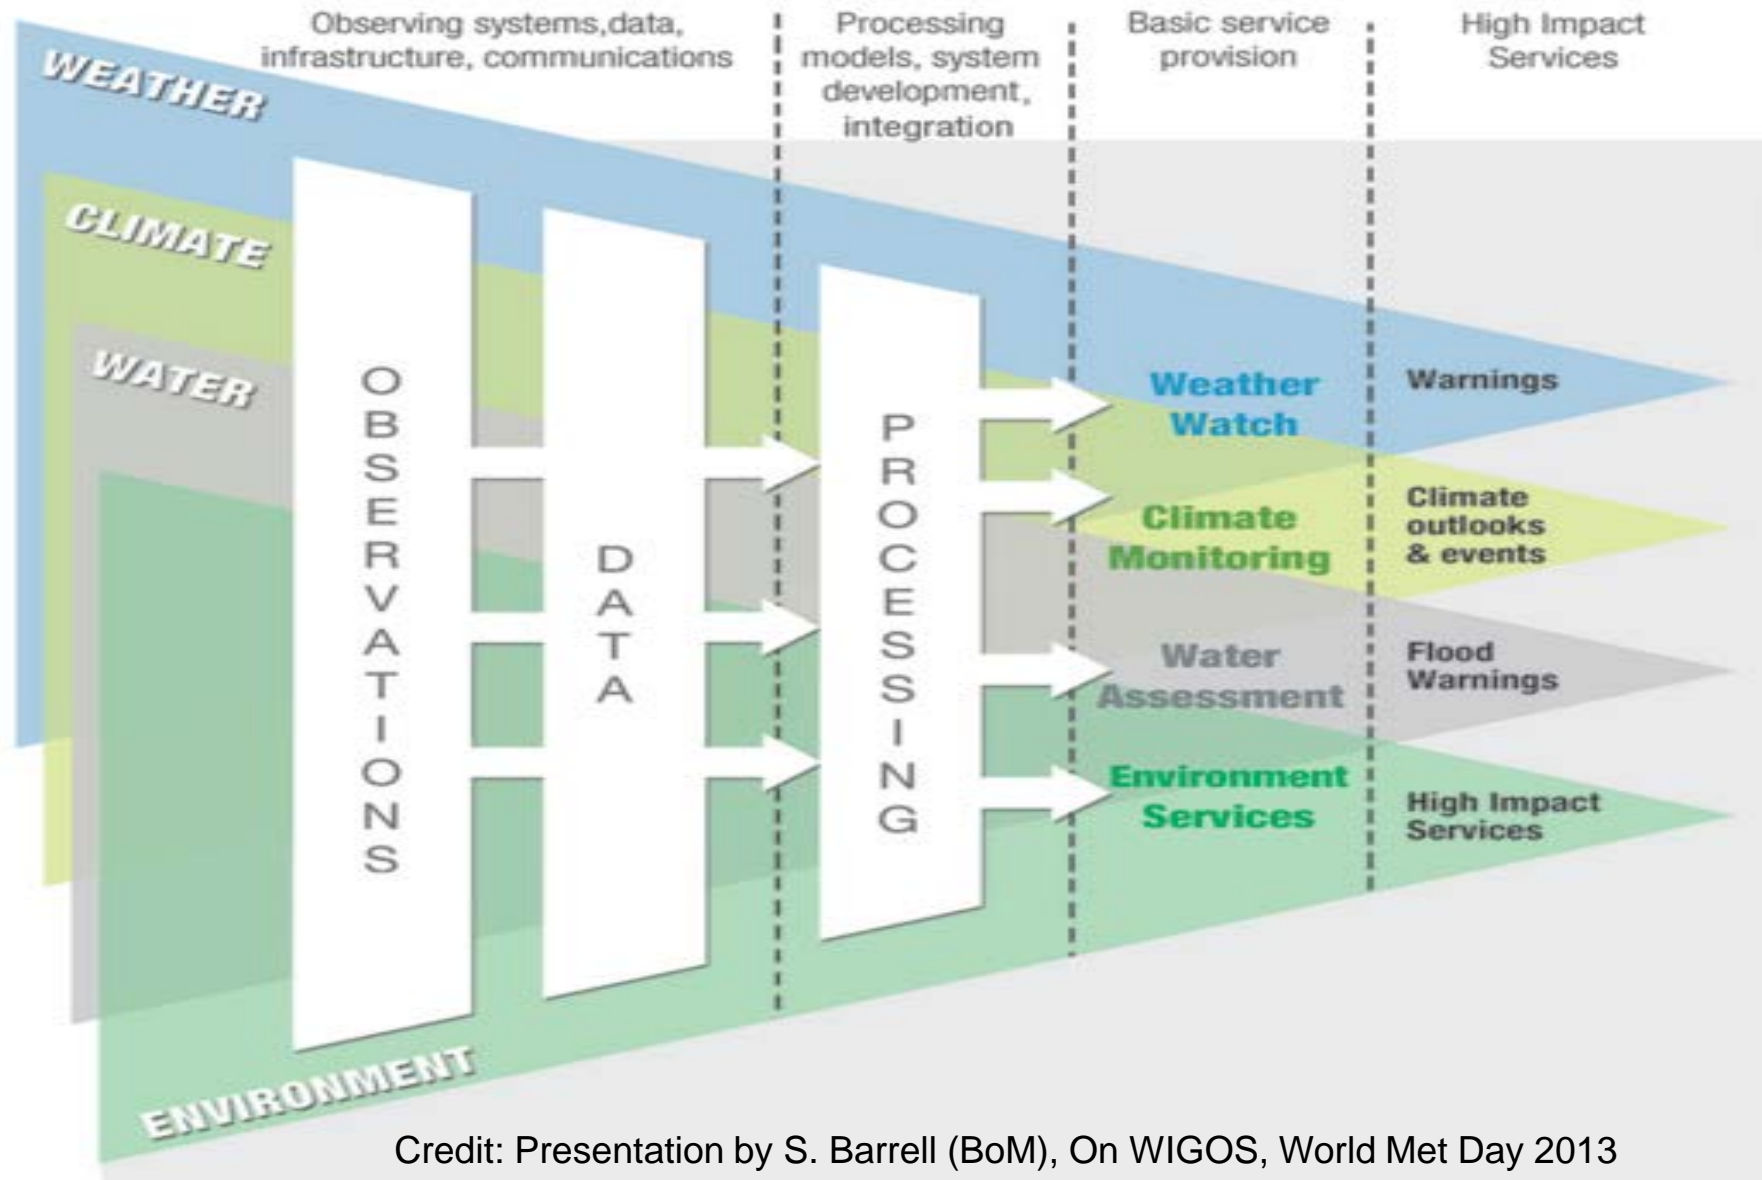 Observing systems,data,
infrastructure, communications
Processing
models, system
development,
integration
Basic service
provision
High Impact
Services
WEATHER
CLIMATE
WATER
ENVIRONMENT
OBSERVATIONS
DATA
PROCESSING
Weather
Watch
Climate
Monitoring
Water
Assessment
Environment
Services
Warnings
Climate
outlooks
& events
Flood
Warnings
High Impact
Services
Credit: Presentation by S. Barrell (BoM), On WIGOS, World Met Day 2013